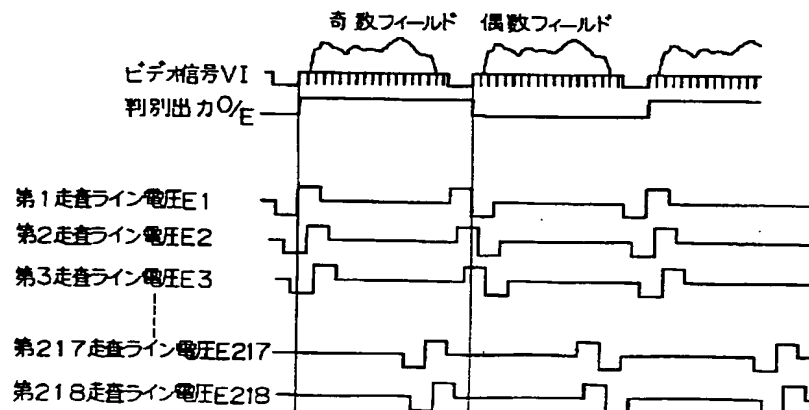 奇数フィールド 偶数フィールド
ビデオ信号VI
判別出力O/E
第1走査ライン電圧E1
第2走査ライン電圧E2
第3走査ライン電圧E3
第217走査ライン電圧E217
第218走査ライン電圧E218